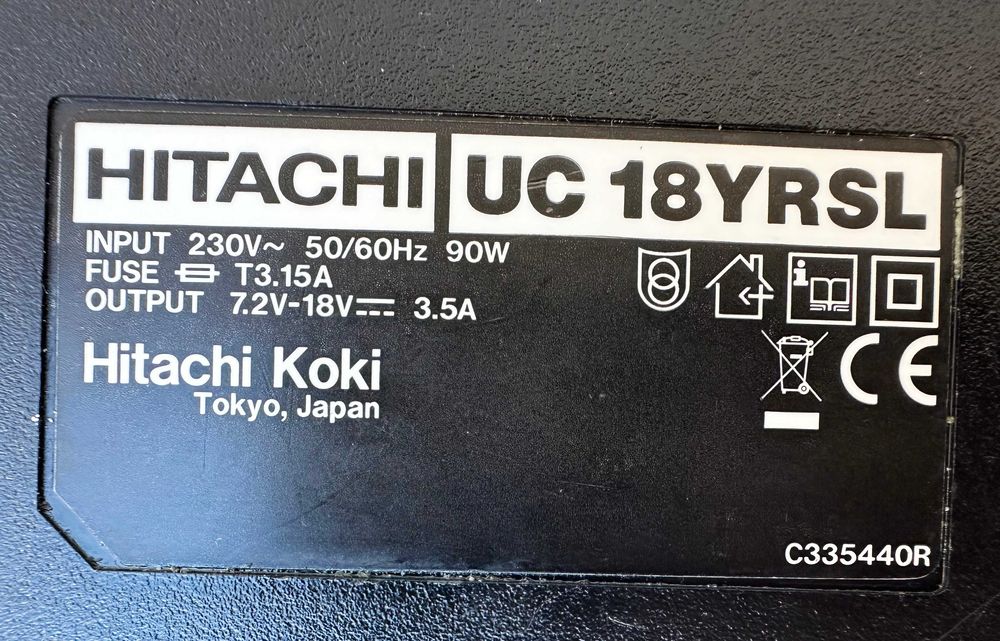 HITACHI UC 18YRSL
INPUT 230V~ 50/60Hz 90W
FUSE T3.15A
OUTPUT 7.2V-18V⎓ 3.5A
Hitachi Koki
Tokyo, Japan
i
CE
C335440R